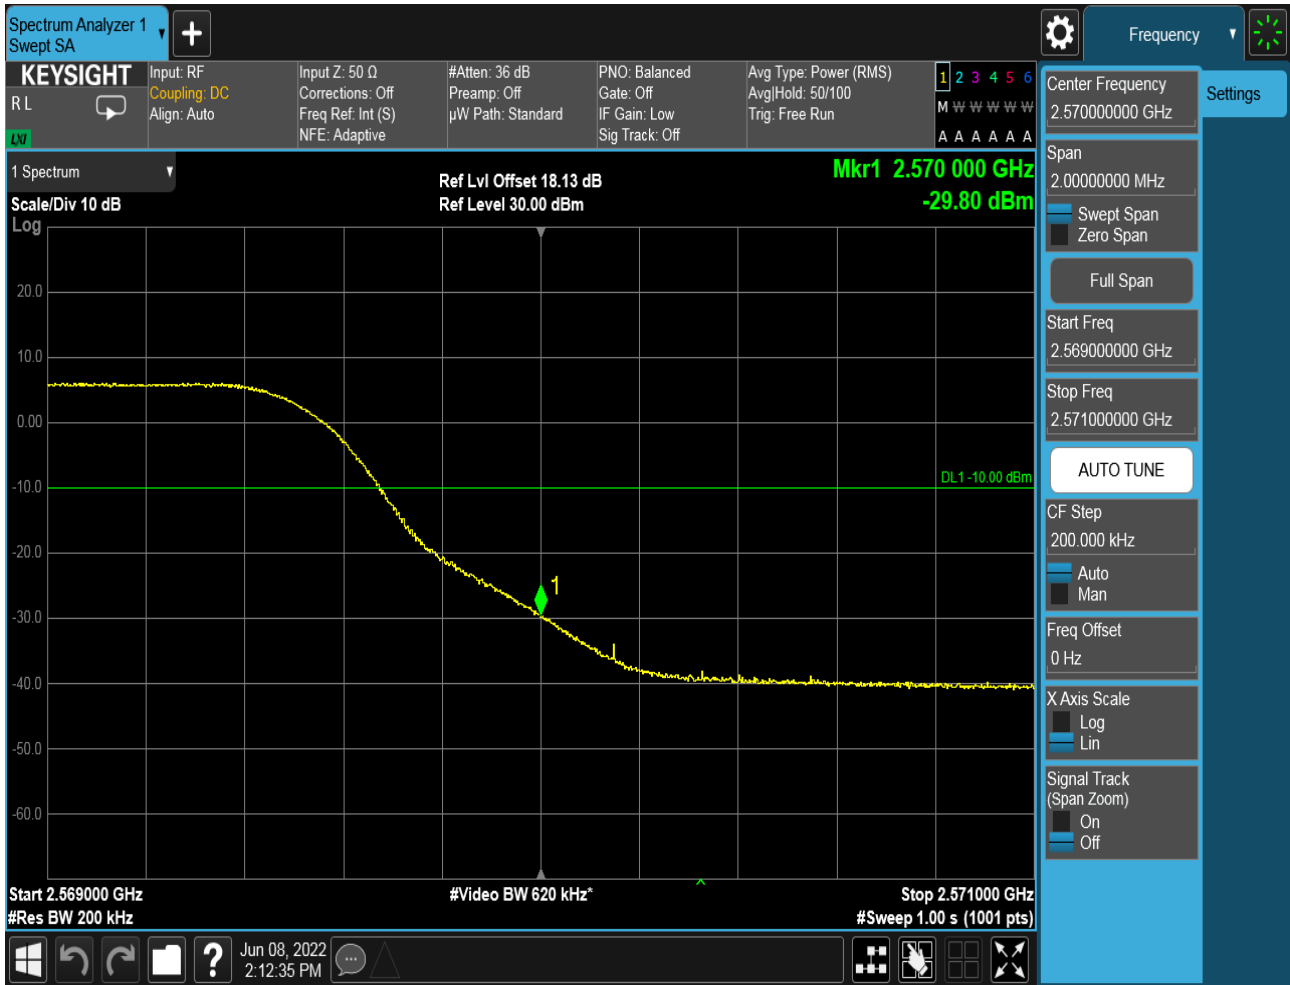 Spectrum Analyzer 1
Swept SA
Frequency
KEYSIGHT
R L
LXI
Input: RF
Coupling: DC
Align: Auto
Input Z: 50 Ω
Corrections: Off
Freq Ref: Int (S)
NFE: Adaptive
#Atten: 36 dB
Preamp: Off
µW Path: Standard
PNO: Balanced
Gate: Off
IF Gain: Low
Sig Track: Off
Avg Type: Power (RMS)
Avg|Hold: 50/100
Trig: Free Run
1 2 3 4 5 6
M W W W W W
A A A A A A
1 Spectrum
Scale/Div 10 dB
Log
Ref Lvl Offset 18.13 dB
Ref Level 30.00 dBm
Mkr1 2.570 000 GHz
-29.80 dBm
20.0
10.0
0.00
-10.0
-20.0
-30.0
-40.0
-50.0
-60.0
DL1 -10.00 dBm
1
Start 2.569000 GHz
#Res BW 200 kHz
#Video BW 620 kHz*
Stop 2.571000 GHz
#Sweep 1.00 s (1001 pts)
Center Frequency
2.570000000 GHz
Settings
Span
2.00000000 MHz
Swept Span
Zero Span
Full Span
Start Freq
2.569000000 GHz
Stop Freq
2.571000000 GHz
AUTO TUNE
CF Step
200.000 kHz
Auto
Man
Freq Offset
0 Hz
X Axis Scale
Log
Lin
Signal Track
(Span Zoom)
On
Off
?
Jun 08, 2022
2:12:35 PM